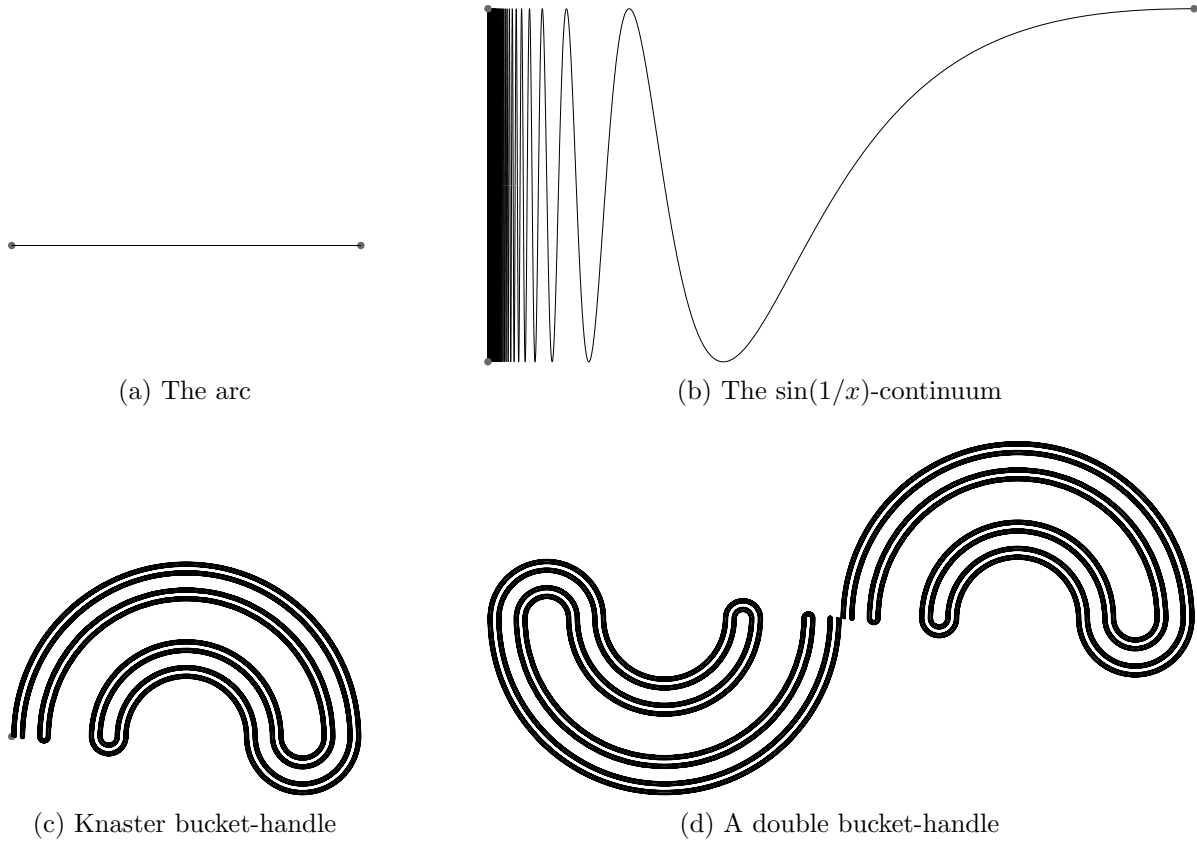 (a) The arc
(b) The sin(1/x)-continuum
(c) Knaster bucket-handle
(d) A double bucket-handle